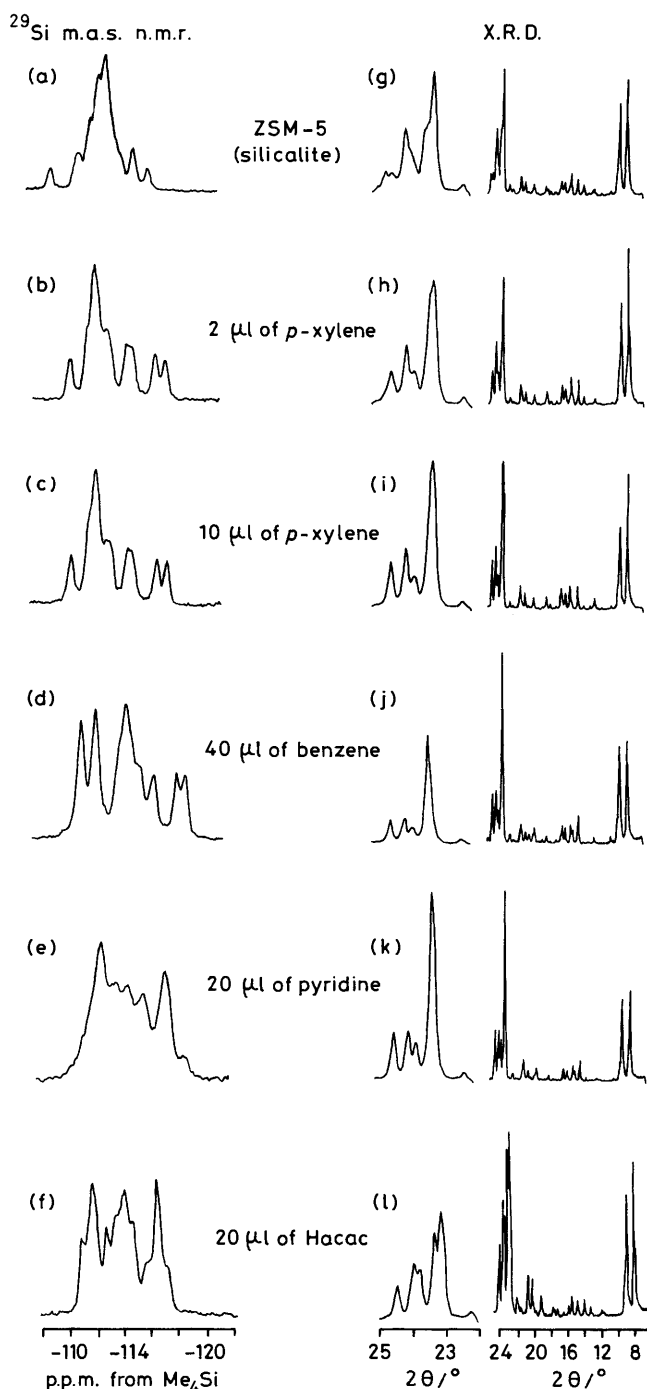 ²⁹Si m.a.s. n.m.r.
X.R.D.
(a)
ZSM-5
(silicalite)
(g)
(b)
2 μl of p-xylene
(h)
(c)
10 μl of p-xylene
(i)
(d)
40 μl of benzene
(j)
(e)
20 μl of pyridine
(k)
(f)
20 μl of Hacac
(l)
-110 -114 -120
25 23
24 20 16 12 8
p.p.m. from Me₄Si
2θ/°
2θ/°